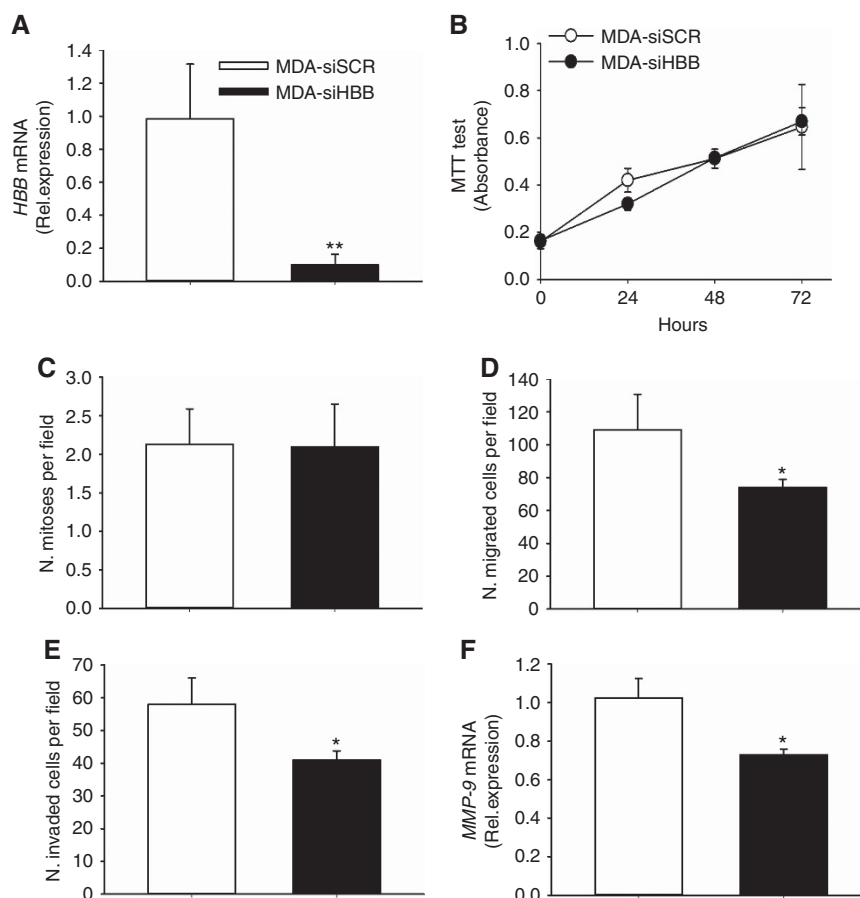 A
HBB mRNA
(Rel.expression)
1.4
1.2
1.0
0.8
0.6
0.4
0.2
0.0
MDA-siSCR
MDA-siHBB
**
B
MTT test
(Absorbance)
1.0
0.8
0.6
0.4
0.2
0.0
MDA-siSCR
MDA-siHBB
0 24 48 72
Hours
C
N. mitoses per field
3.0
2.5
2.0
1.5
1.0
0.5
0.0
D
N. migrated cells per field
140
120
100
80
60
40
20
0
*
E
N. invaded cells per field
70
60
50
40
30
20
10
0
*
F
MMP-9 mRNA
(Rel.expression)
1.2
1.0
0.8
0.6
0.4
0.2
0.0
*